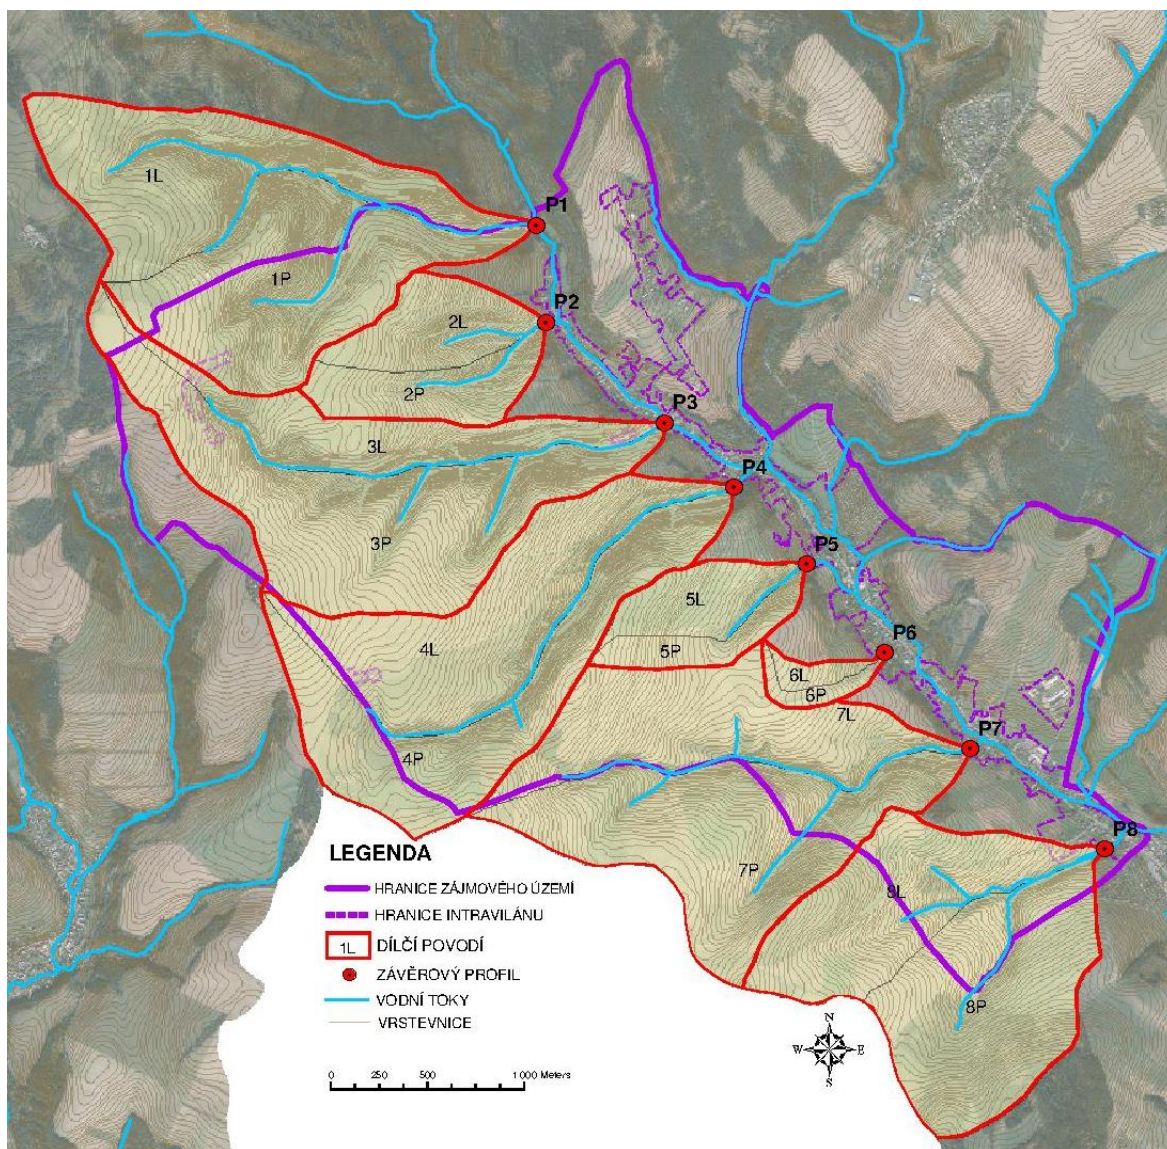 1L
P1
1P
P2
2L
2P
P3
3L
P4
3P
P5
5L
4L
5P
P6
6L
6P
7L
P7
4P
P8
7P
8L
8P
LEGENDA
HRANICE ZÁJMOVÉHO ÚZEMÍ
HRANICE INTRAVILÁNU
1L DÍLČÍ POVODÍ
ZÁVĚROVÝ PROFIL
VODNÍ TOKY
VRSTEVNICE
N
W E
S
0 250 500 1 000 Meters